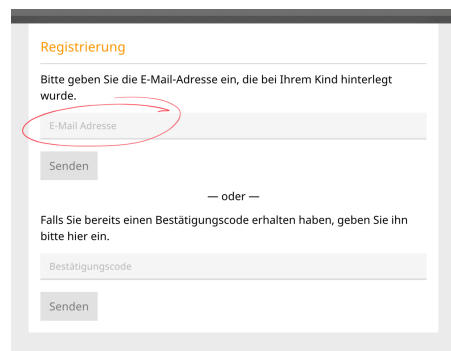 Registrierung
Bitte geben Sie die E-Mail-Adresse ein, die bei Ihrem Kind hinterlegt
wurde.
E-Mail Adresse
Senden
— oder —
Falls Sie bereits einen Bestätigungscode erhalten haben, geben Sie ihn
bitte hier ein.
Bestätigungscode
Senden